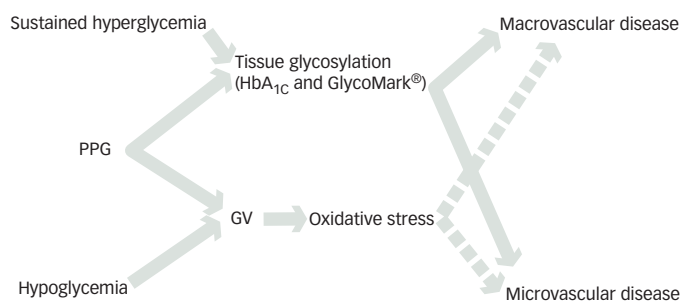 Sustained hyperglycemia
Macrovascular disease
Tissue glycosylation
(HbA1C and GlycoMark®)
PPG
GV
Oxidative stress
Hypoglycemia
Microvascular disease